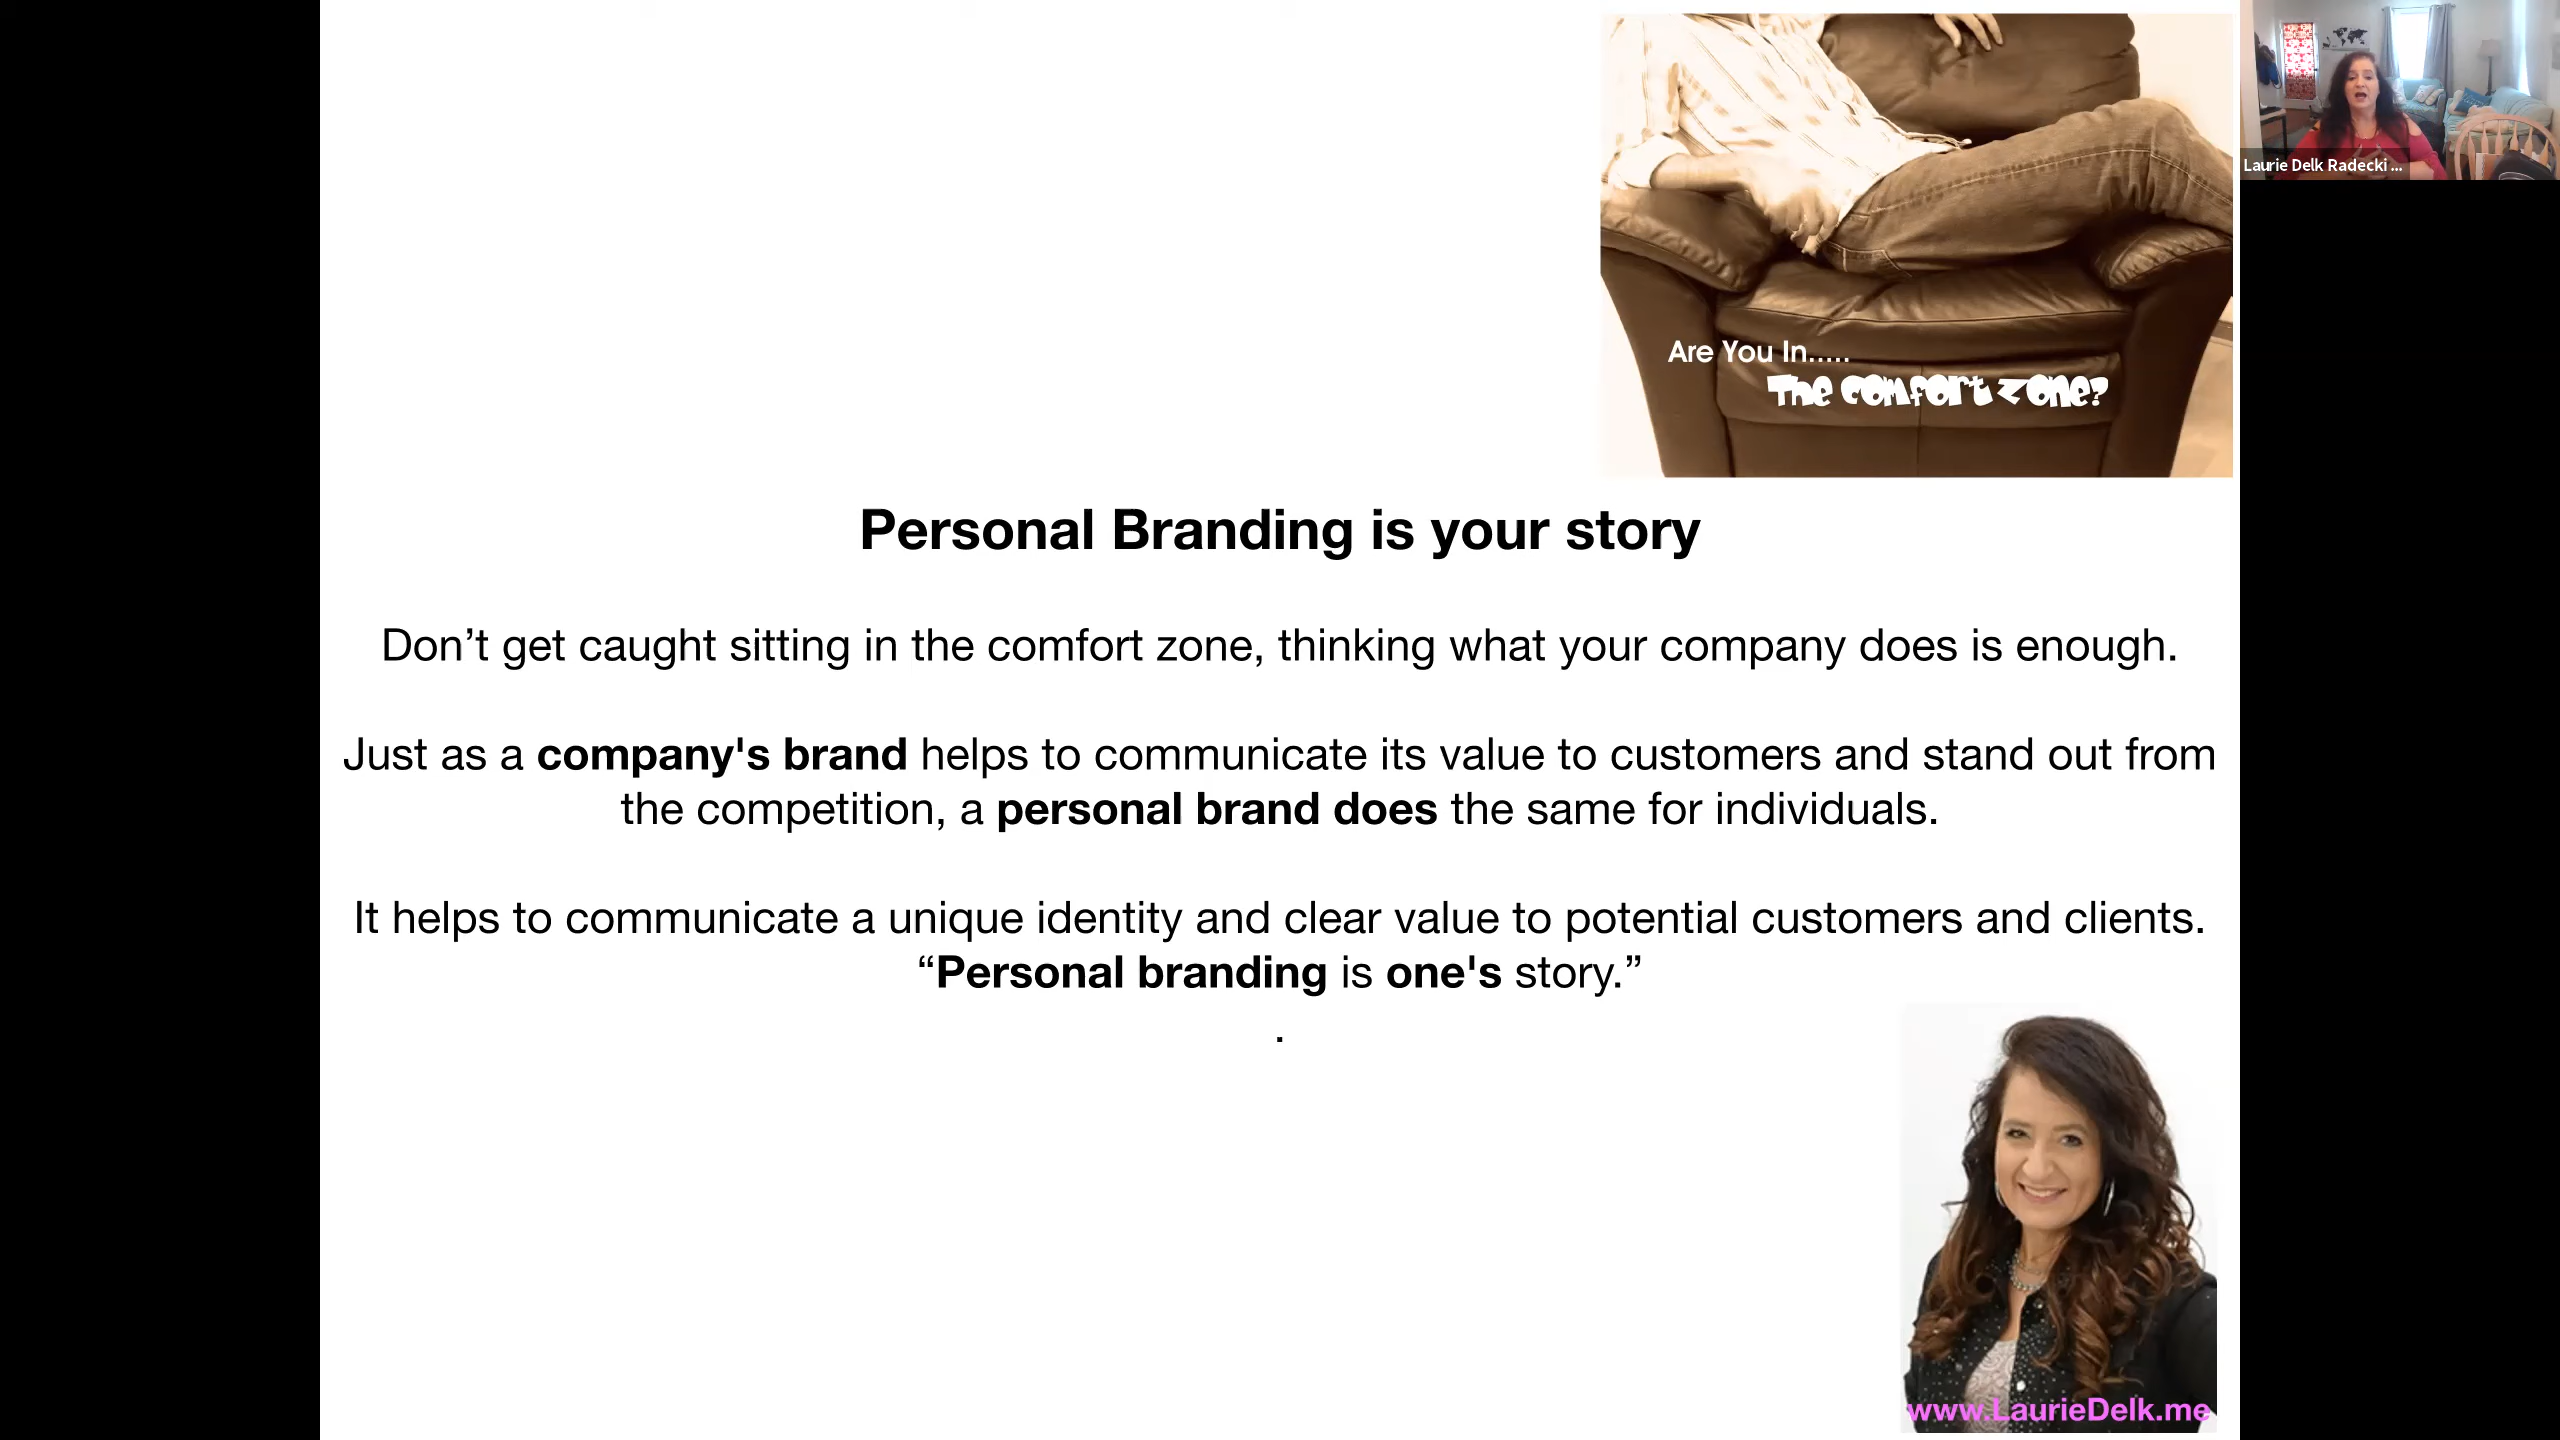 Laurie Delk Radecki ...
Are You In.....
The comfort zone?
Personal Branding is your story
Don’t get caught sitting in the comfort zone, thinking what your company does is enough.
Just as a company's brand helps to communicate its value to customers and stand out from
the competition, a personal brand does the same for individuals.
It helps to communicate a unique identity and clear value to potential customers and clients.
“Personal branding is one's story.”
.
www.LaurieDelk.me